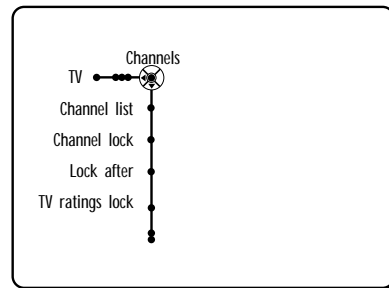 Channels
TV
Channel list
Channel lock
Lock after
TV ratings lock